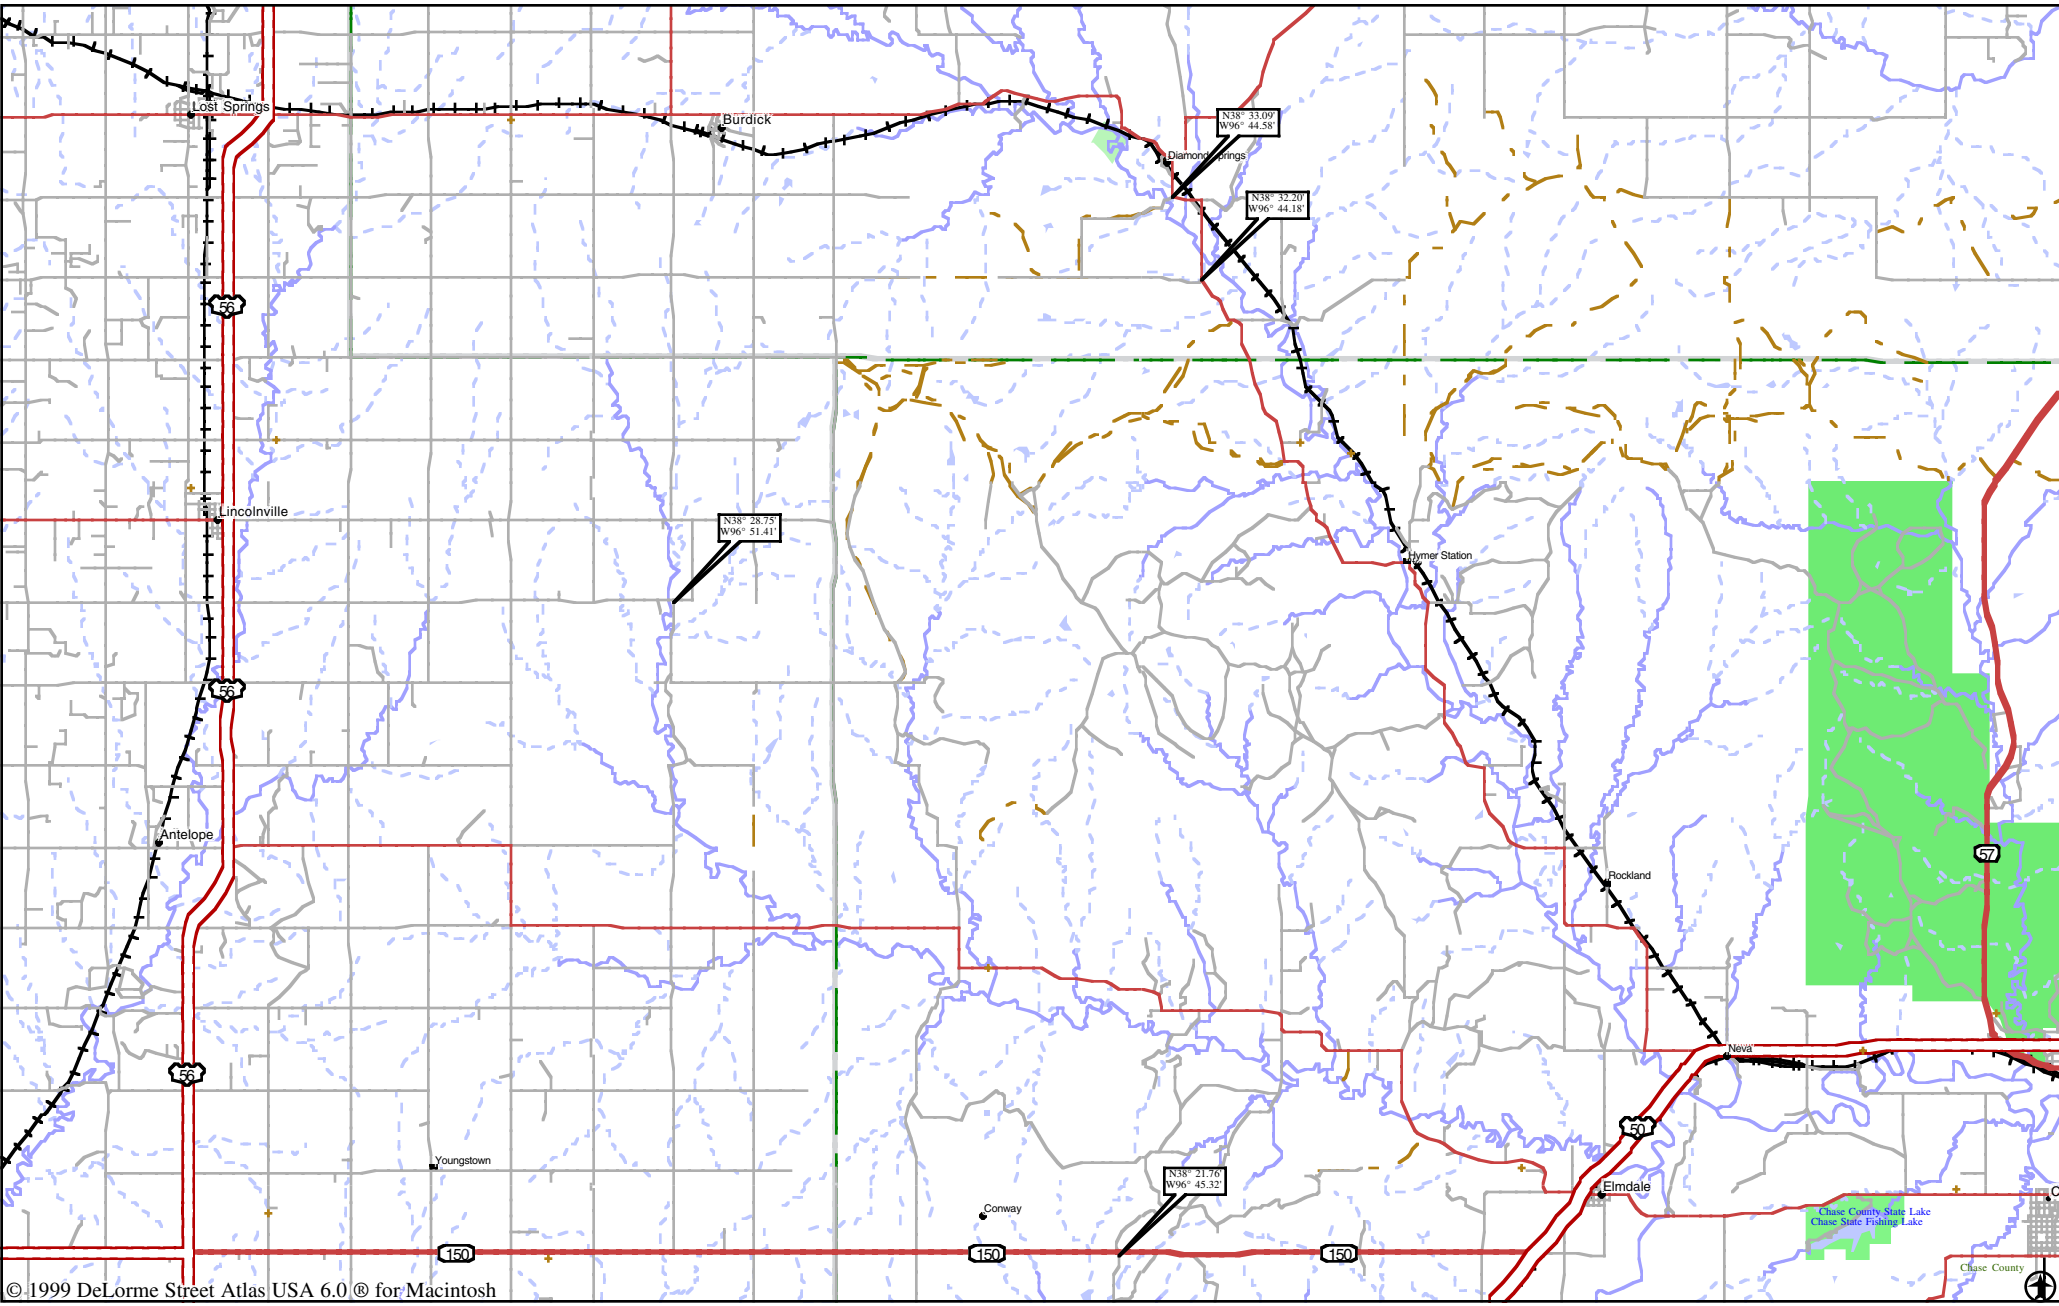 Lost Springs
Burdick
N38° 33.09'
W96° 44.58'
Diamond Springs
N38° 32.20'
W96° 44.18'
56
Lincolnville
N38° 28.75'
W96° 51.41'
Hymer Station
56
Antelope
57
Rockland
Neva
56
50
Youngstown
N38° 21.76'
W96° 45.32'
Elmdale
Conway
Chase County State Lake
Chase State Fishing Lake
150
150
150
Chase County
© 1999 DeLorme Street Atlas USA 6.0 ® for Macintosh